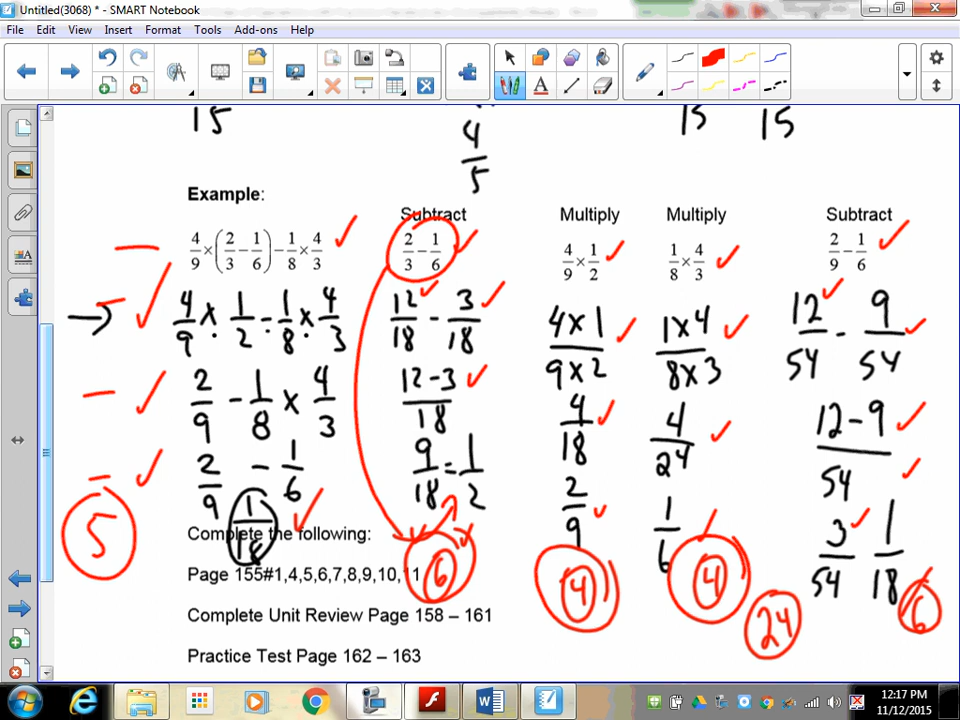 Untitled(3068) * - SMART Notebook
File Edit View Insert Format Tools Add-ons Help
15
4/5
15 15
Example:
Subtract Multiply Multiply Subtract
4/9 × (2/3 − 1/6) − 1/8 × 4/3 ✓
2/3 − 1/6 ✓
4/9 × 1/2 ✓
1/8 × 4/3 ✓
2/9 − 1/6 ✓
→ 4/9 × 1/2 − 1/8 × 4/3 ✓
12/18 ✓ − 3/18 ✓
4 × 1 / 9 × 2 ✓
1 × 4 / 8 × 3 ✓
12/54 ✓ − 9/54 ✓
2/9 − 1/8 × 4/3 ✓
12 − 3 / 18 ✓
4/18 ✓
4/24 ✓
12 − 9 / 54 ✓ ✓
2/9 − 1/6 ✓
9/18 = 1/2
2/9 ✓
1/6 ✓
3/54 ✓ 1/18
1/18 ✓
5
6
4
4
24
6
Complete the following:
Page 155#1,4,5,6,7,8,9,10,11
Complete Unit Review Page 158 – 161
Practice Test Page 162 – 163
12:17 PM
11/12/2015